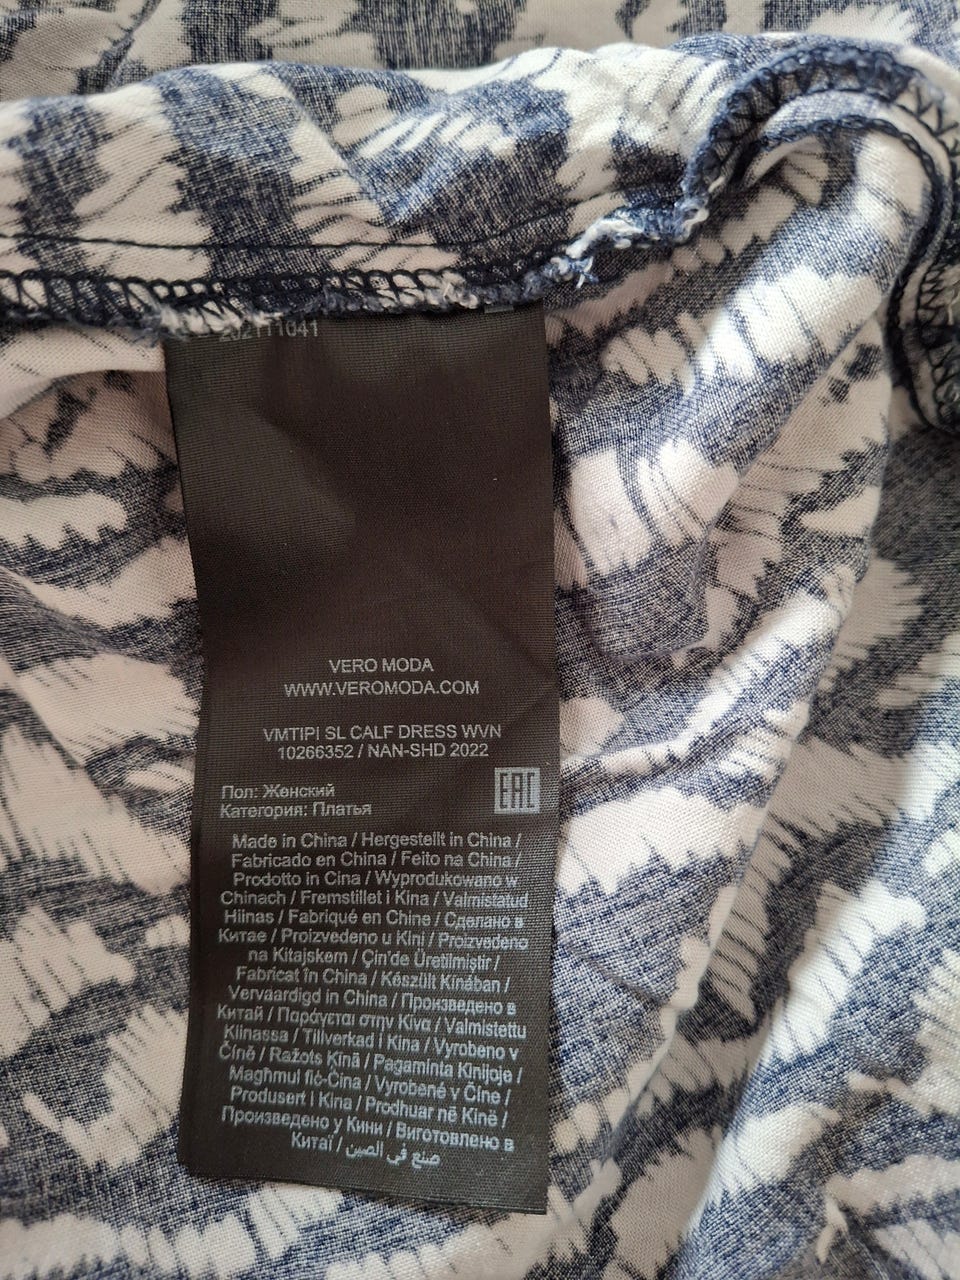 VERO MODA
WWW.VEROMODA.COM
VMTIPI SL CALF DRESS WVN
10266352 / NAN-SHD 2022
Пол: Женский
Категория: Платья
EAC
Made in China / Hergestellt in China /
Fabricado en China / Feito na China /
Prodotto in Cina / Wyprodukowano w
Chinach / Fremstillet i Kina / Valmistatud
Hiinas / Fabriqué en Chine / Сделано в
Китае / Proizvedeno u Kini / Proizvedeno
na Kitajskem / Çin'de Üretilmiştir /
Fabricat în China / Készült Kínában /
Vervaardigd in China / Произведено в
Китай / Παράγεται στην Κίνα / Valmistettu
Kiinassa / Tillverkad i Kina / Vyrobeno v
Číně / Ražots Ķīnā / Pagaminta Kinijoje /
Magħmul fiċ-Ċina / Vyrobené v Číne /
Produsert i Kina / Prodhuar në Kinë /
Произведено у Кини / Виготовлено в
Китаї / صنع في الصين